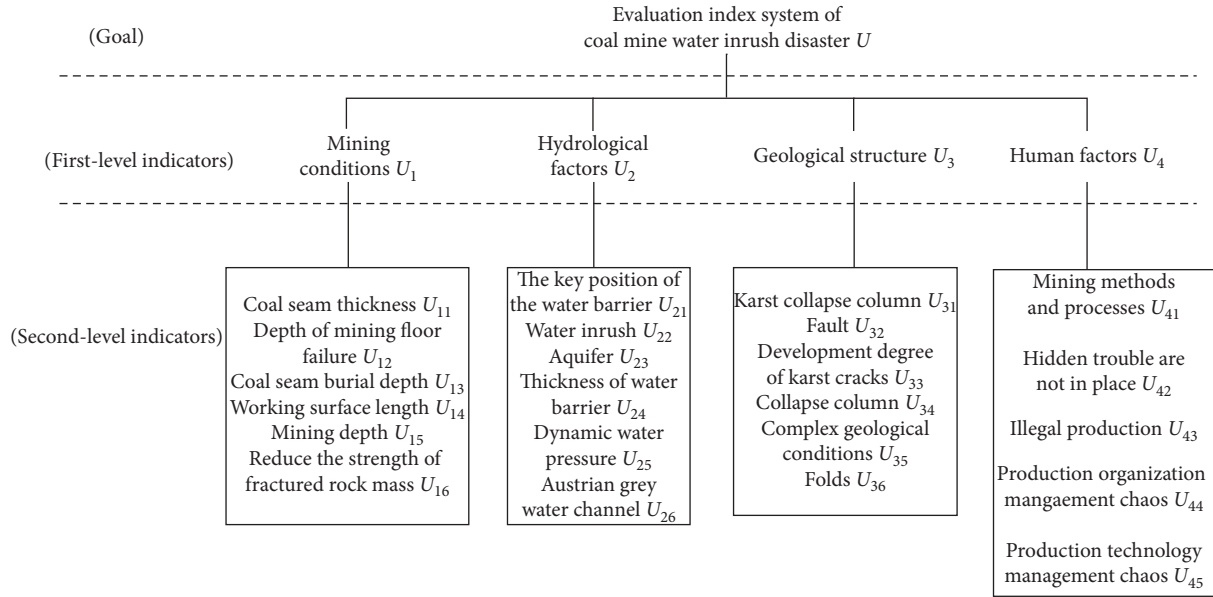 (Goal)
Evaluation index system of
coal mine water inrush disaster U
(First-level indicators)
Mining
conditions U₁
Hydrological
factors U₂
Geological structure U₃
Human factors U₄
(Second-level indicators)
Coal seam thickness U₁₁
Depth of mining floor
failure U₁₂
Coal seam burial depth U₁₃
Working surface length U₁₄
Mining depth U₁₅
Reduce the strength of
fractured rock mass U₁₆
The key position of
the water barrier U₂₁
Water inrush U₂₂
Aquifer U₂₃
Thickness of water
barrier U₂₄
Dynamic water
pressure U₂₅
Austrian grey
water channel U₂₆
Karst collapse column U₃₁
Fault U₃₂
Development degree
of karst cracks U₃₃
Collapse column U₃₄
Complex geological
conditions U₃₅
Folds U₃₆
Mining methods
and processes U₄₁
Hidden trouble are
not in place U₄₂
Illegal production U₄₃
Production organization
mangaement chaos U₄₄
Production technology
management chaos U₄₅